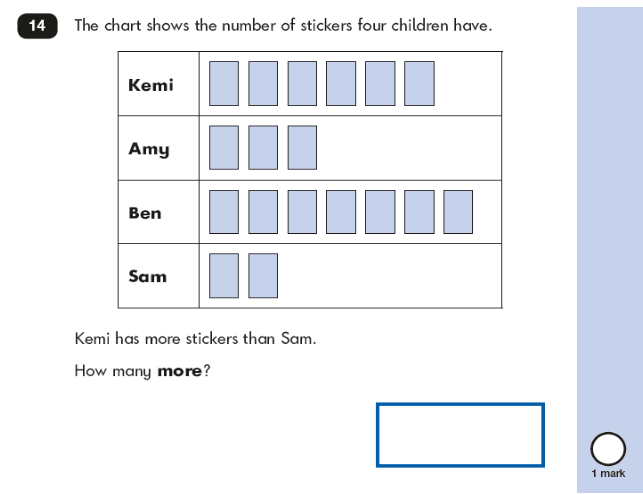 14 The chart shows the number of stickers four children have.
Kemi
Amy
Ben
Sam
Kemi has more stickers than Sam.
How many more?
1 mark